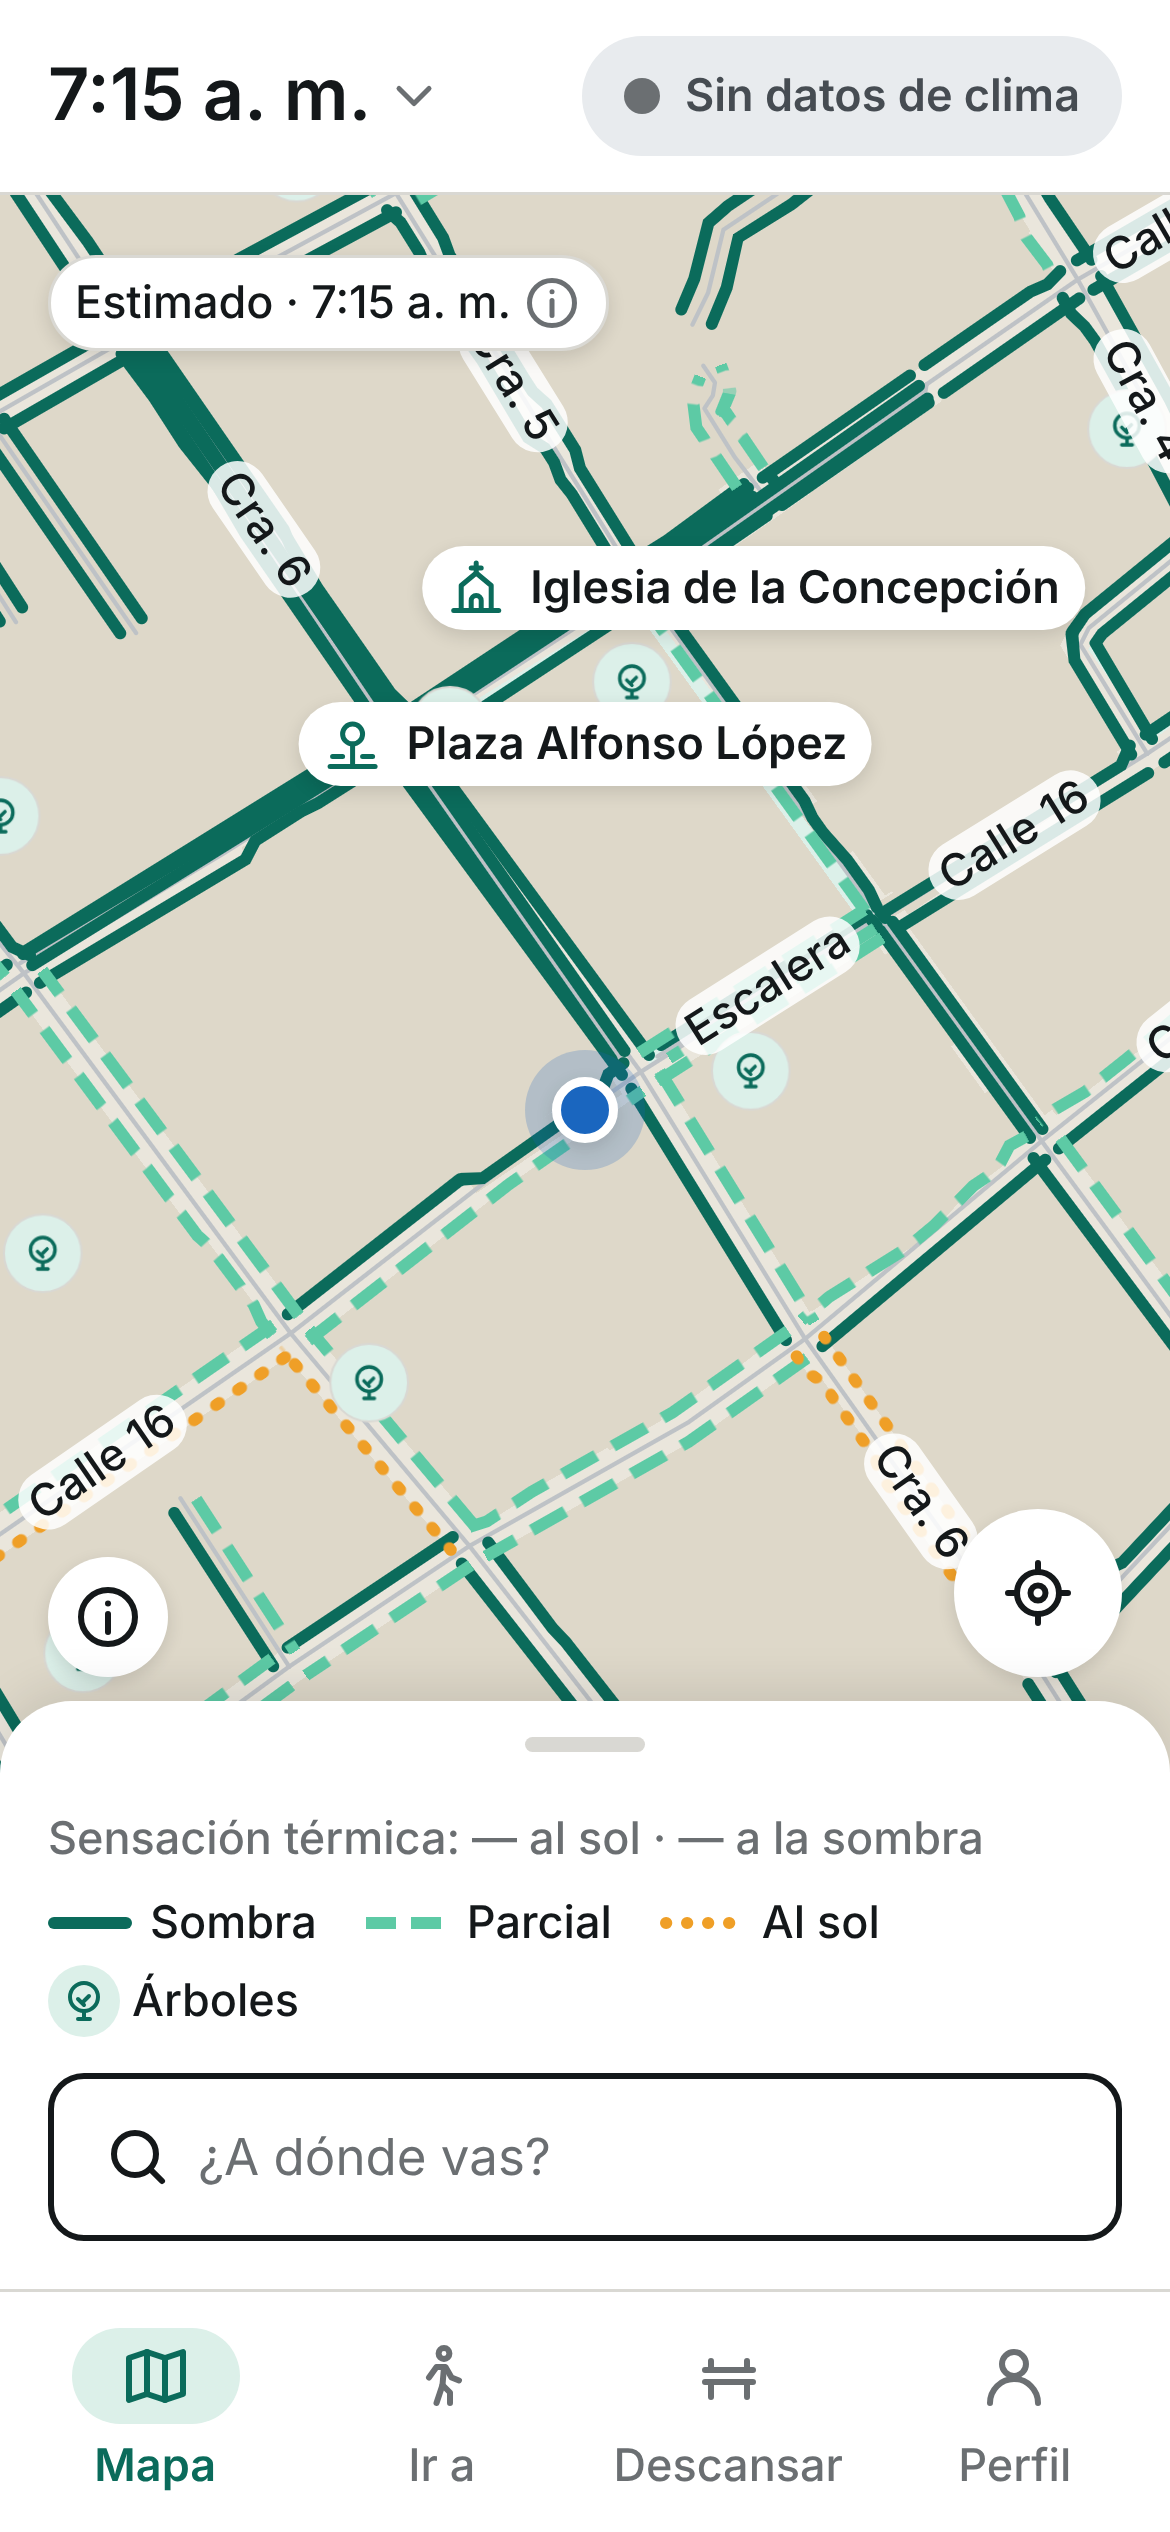 7:15 a. m.
Sin datos de clima
Estimado · 7:15 a. m.
Cra. 5
Cra. 4
Cra. 6
Iglesia de la Concepción
Plaza Alfonso López
Calle 16
Escalera
Calle 16
Cra. 6
Sensación térmica: — al sol · — a la sombra
Sombra Parcial Al sol
Árboles
¿A dónde vas?
Mapa Ir a Descansar Perfil